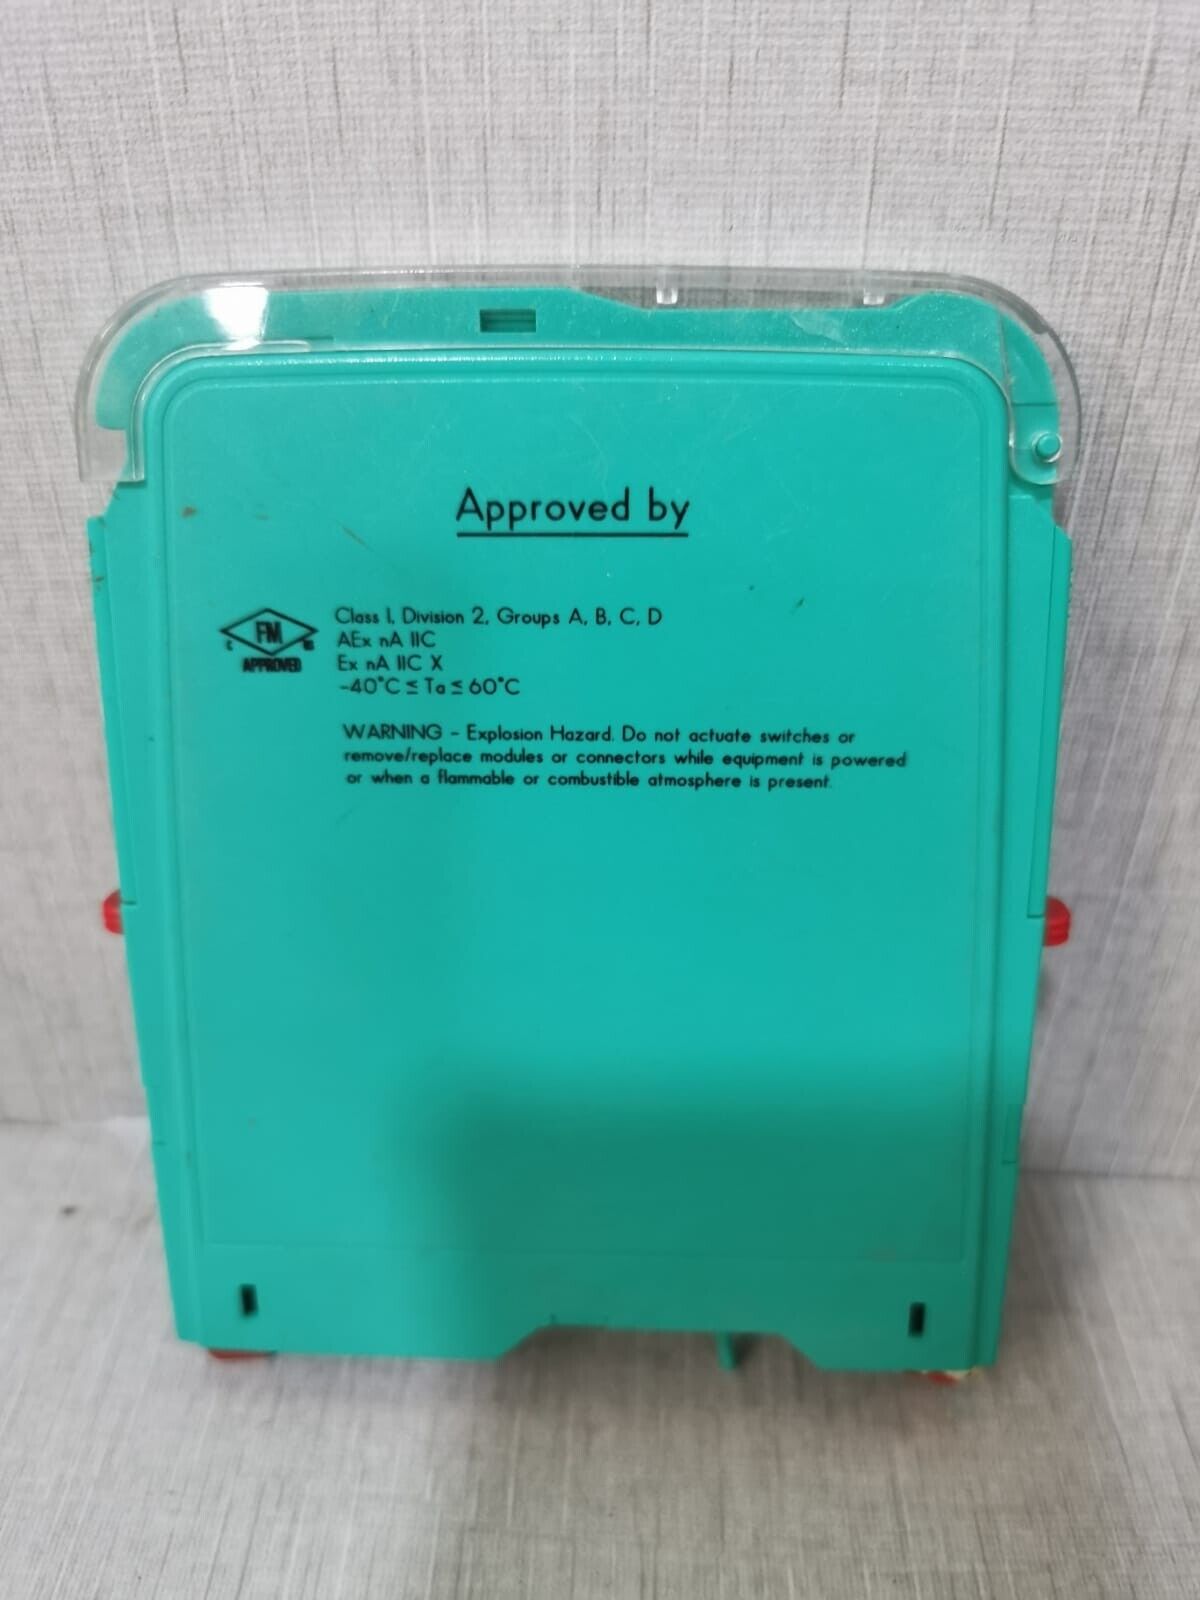 Approved by
FM
C US
APPROVED
Class I, Division 2, Groups A, B, C, D
AEx nA IIC
Ex nA IIC X
-40°C ≤ Ta ≤ 60°C
WARNING - Explosion Hazard. Do not actuate switches or
remove/replace modules or connectors while equipment is powered
or when a flammable or combustible atmosphere is present.